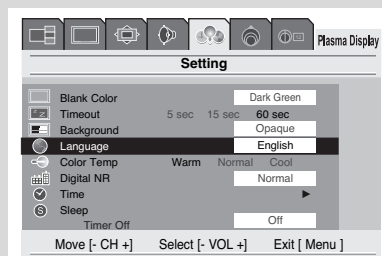 Plasma Display
Setting
Blank Color Dark Green
Timeout 5 sec 15 sec 60 sec
Background Opaque
Language English
Color Temp Warm Normal Cool
Digital NR Normal
Time
S Sleep
Timer Off Off
Move [- CH +] Select [- VOL +] Exit [ Menu ]